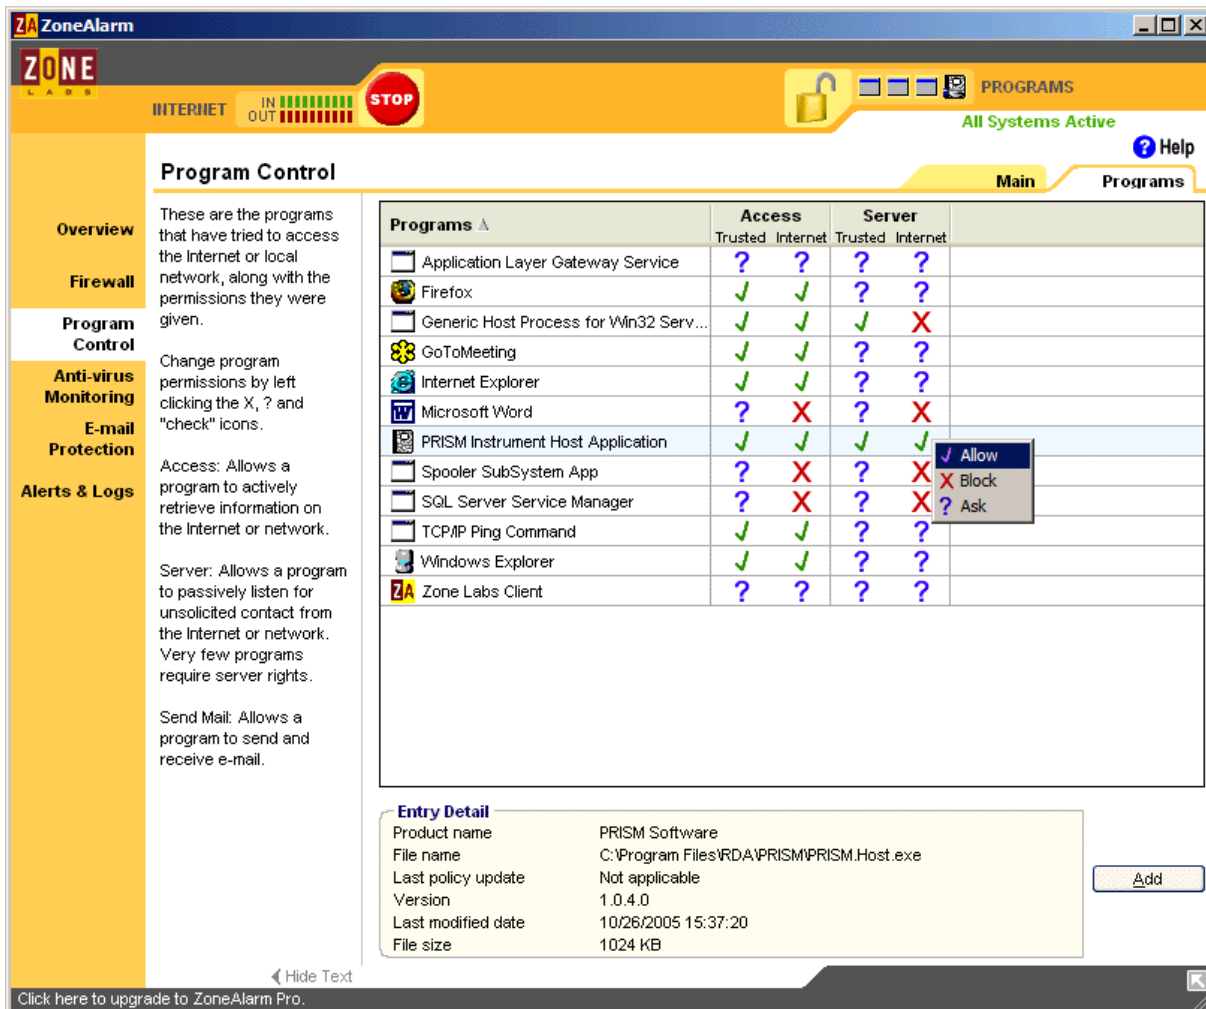 ZA ZoneAlarm
ZONE
LABS
INTERNET
IN
OUT
STOP
PROGRAMS
All Systems Active
? Help
Program Control
Main
Programs
Overview
Firewall
Program
Control
Anti-virus
Monitoring
E-mail
Protection
Alerts & Logs
These are the programs
that have tried to access
the Internet or local
network, along with the
permissions they were
given.
Change program
permissions by left
clicking the X, ? and
"check" icons.
Access: Allows a
program to actively
retrieve information on
the Internet or network.
Server: Allows a program
to passively listen for
unsolicited contact from
the Internet or network.
Very few programs
require server rights.
Send Mail: Allows a
program to send and
receive e-mail.
Programs Access Server
Trusted Internet Trusted Internet
Application Layer Gateway Service ? ? ? ?
Firefox ✓ ✓ ? ?
Generic Host Process for Win32 Serv... ✓ ✓ ✓ X
GoToMeeting ✓ ✓ ? ?
Internet Explorer ✓ ✓ ? ?
W Microsoft Word ? X ? X
PRISM Instrument Host Application ✓ ✓ ✓ ✓
Spooler SubSystem App ? X ? X
SQL Server Service Manager ? X ? X
TCP/IP Ping Command ✓ ✓ ? ?
Windows Explorer ✓ ✓ ? ?
ZA Zone Labs Client ? ? ? ?
✓ Allow
X Block
? Ask
Entry Detail
Product name PRISM Software
File name C:\Program Files\RDA\PRISM\PRISM.Host.exe
Last policy update Not applicable
Version 1.0.4.0
Last modified date 10/26/2005 15:37:20
File size 1024 KB
Add
Hide Text
Click here to upgrade to ZoneAlarm Pro.